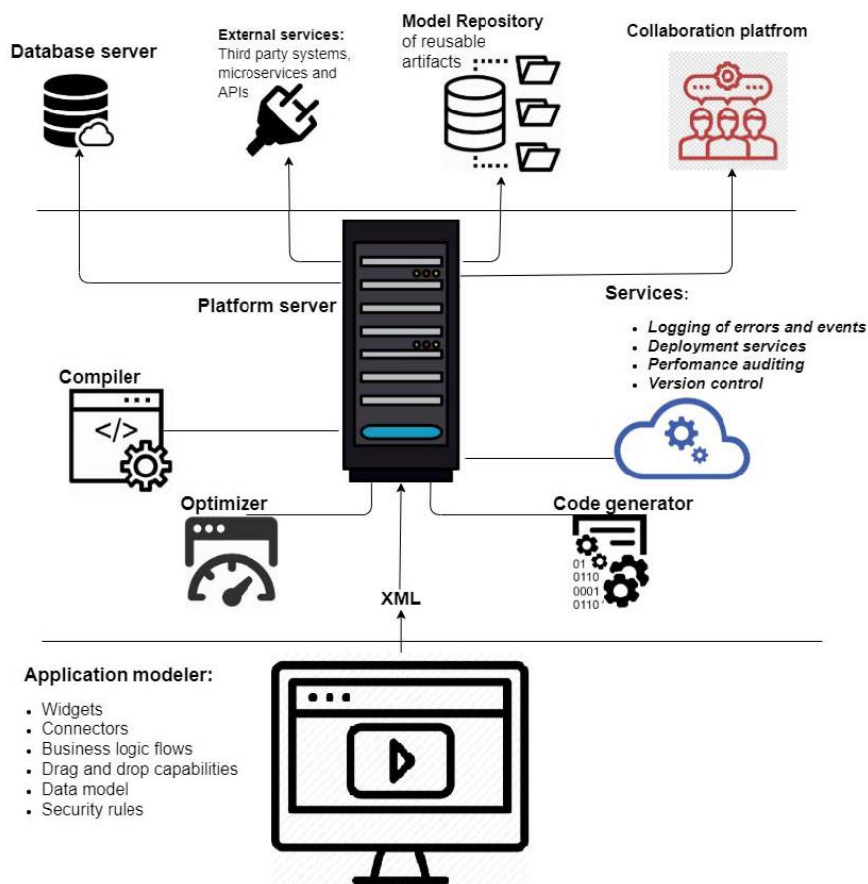 Database server
External services:
Third party systems,
microservices and
APIs
Model Repository
of reusable
artifacts
Collaboration platfrom
Platform server
Services:
• Logging of errors and events
• Deployment services
• Perfomance auditing
• Version control
Compiler
</>
Optimizer
Code generator
01
0110
0001
0110
XML
Application modeler:
• Widgets
• Connectors
• Business logic flows
• Drag and drop capabilities
• Data model
• Security rules